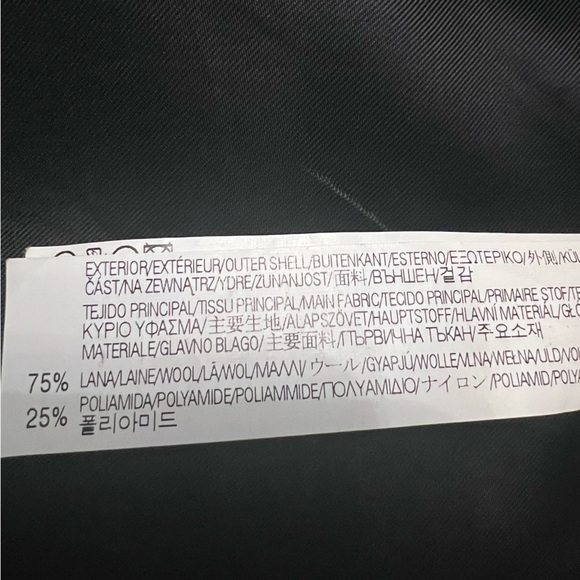 EXTERIOR/EXTÉRIEUR/OUTER SHELL/BUITENKANT/ESTERNO/ΕΞΩΤΕΡΙΚΟ/外側/KÜL
ČÁST/NA ZEWNĄTRZ/YDRE/ZUNANJOST/面料/ВЪНШЕН/겉감
TEJIDO PRINCIPAL/TISSU PRINCIPAL/MAIN FABRIC/TECIDO PRINCIPAL/PRIMAIRE STOF/TE
ΚΥΡΙΟ ΥΦΑΣΜΑ/主要生地/ALAPSZÖVET/HAUPTSTOFF/HLAVNÍ MATERIÁL/GŁÓ
MATERIALE/GLAVNO BLAGO/主要面料/ПЪРВИЧНА ТЪКАН/주요소재
75% LANA/LAINE/WOOL/LÃ/WOL/ΜΑΛΛΙ/ウール/GYAPJÚ/WOLLE/VLNA/WEŁNA/ULD/VOL
25% POLIAMIDA/POLYAMIDE/POLIAMMIDE/ΠΟΛΥΑΜΙΔΙΟ/ナイロン/POLIAMID/POLYAMID/
폴리아미드